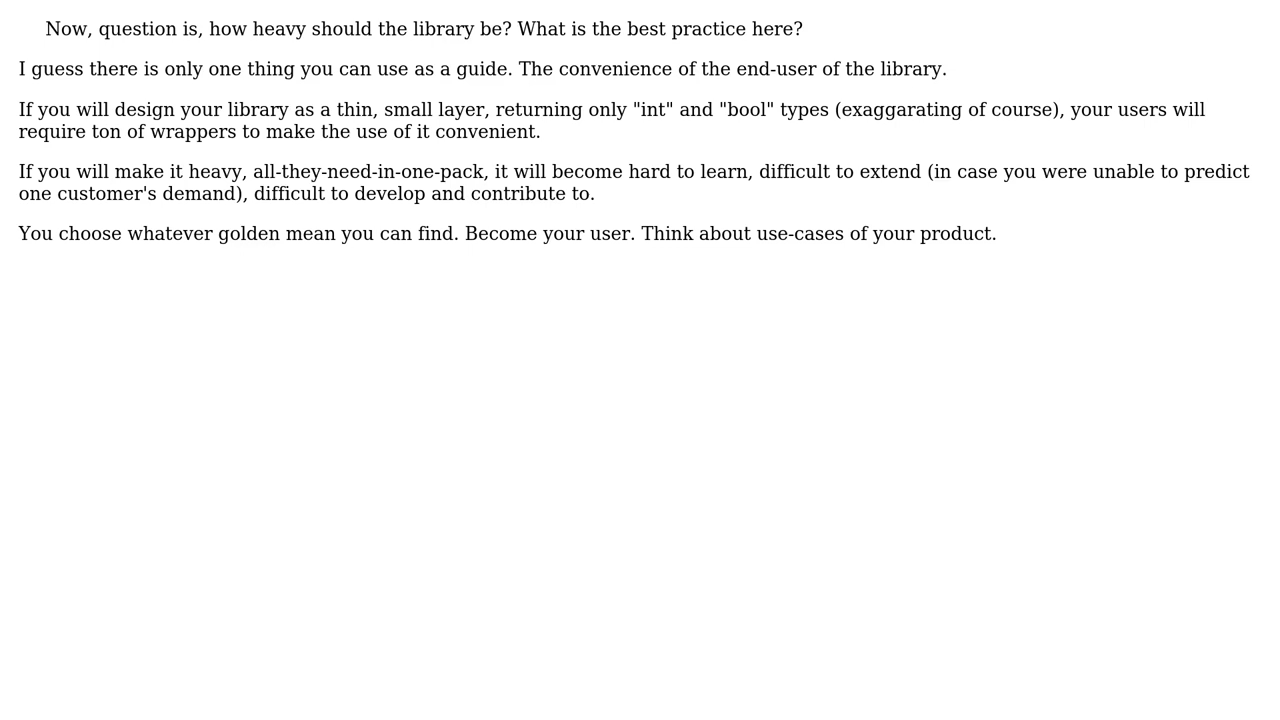 Now, question is, how heavy should the library be? What is the best practice here?
I guess there is only one thing you can use as a guide. The convenience of the end-user of the library.
If you will design your library as a thin, small layer, returning only "int" and "bool" types (exaggarating of course), your users will
require ton of wrappers to make the use of it convenient.
If you will make it heavy, all-they-need-in-one-pack, it will become hard to learn, difficult to extend (in case you were unable to predict
one customer's demand), difficult to develop and contribute to.
You choose whatever golden mean you can find. Become your user. Think about use-cases of your product.